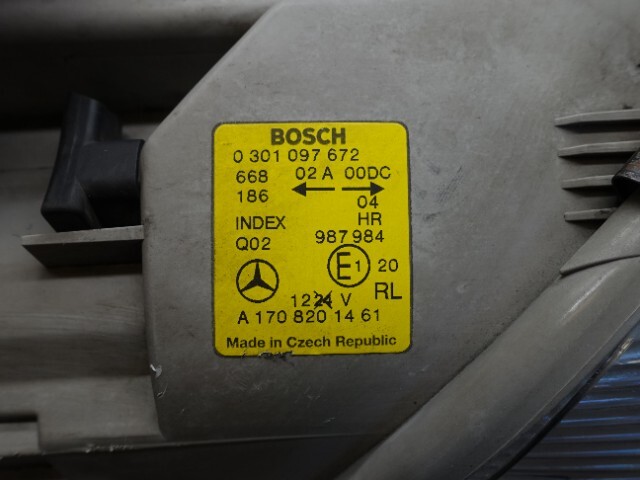 BOSCH
0 301 097 672
668 02 A 00DC
186 04
INDEX HR
Q02 987 984
E1 20
1224 V RL
A 170 820 14 61
Made in Czech Republic